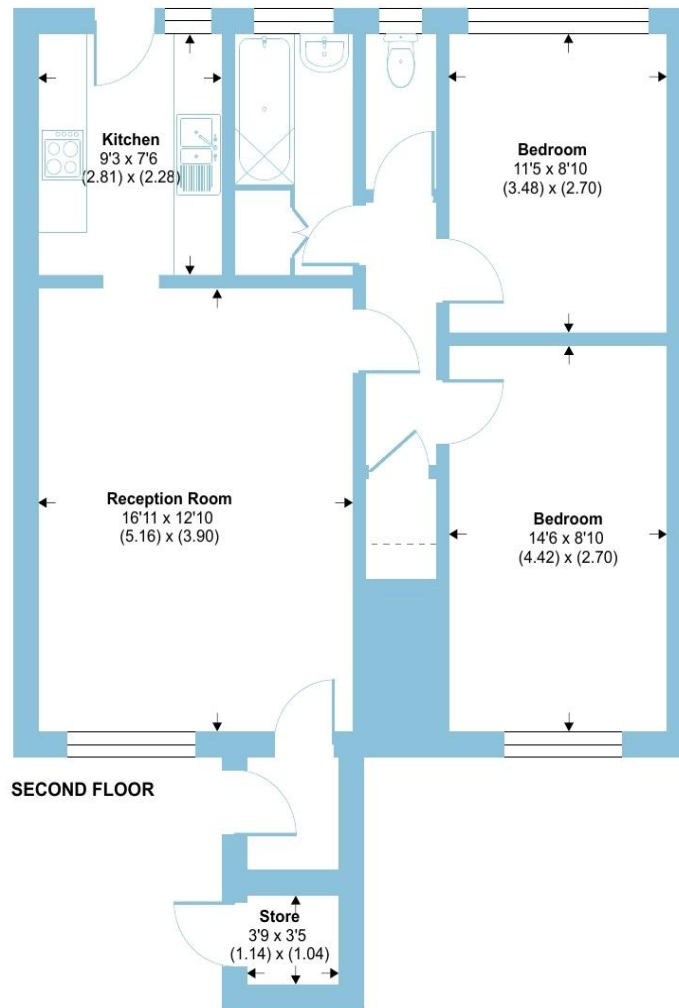 Kitchen
9'3 x 7'6
(2.81) x (2.28)
Bedroom
11'5 x 8'10
(3.48) x (2.70)
Reception Room
16'11 x 12'10
(5.16) x (3.90)
Bedroom
14'6 x 8'10
(4.42) x (2.70)
SECOND FLOOR
Store
3'9 x 3'5
(1.14) x (1.04)